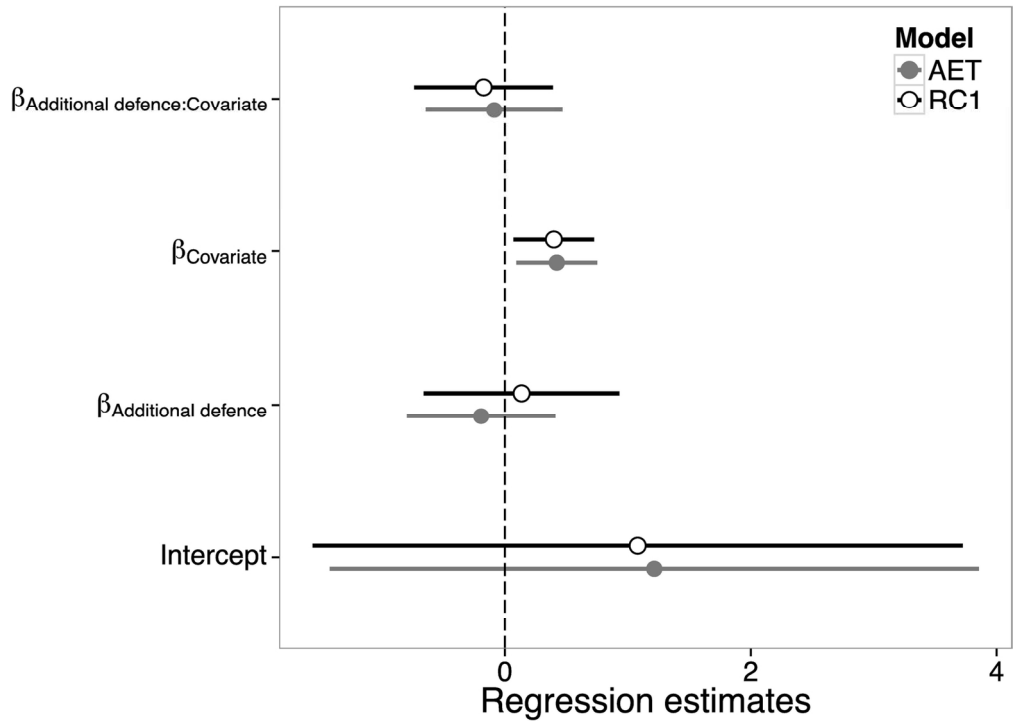 Model
AET
RC1
βAdditional defence:Covariate
βCovariate
βAdditional defence
Intercept
0 2 4
Regression estimates